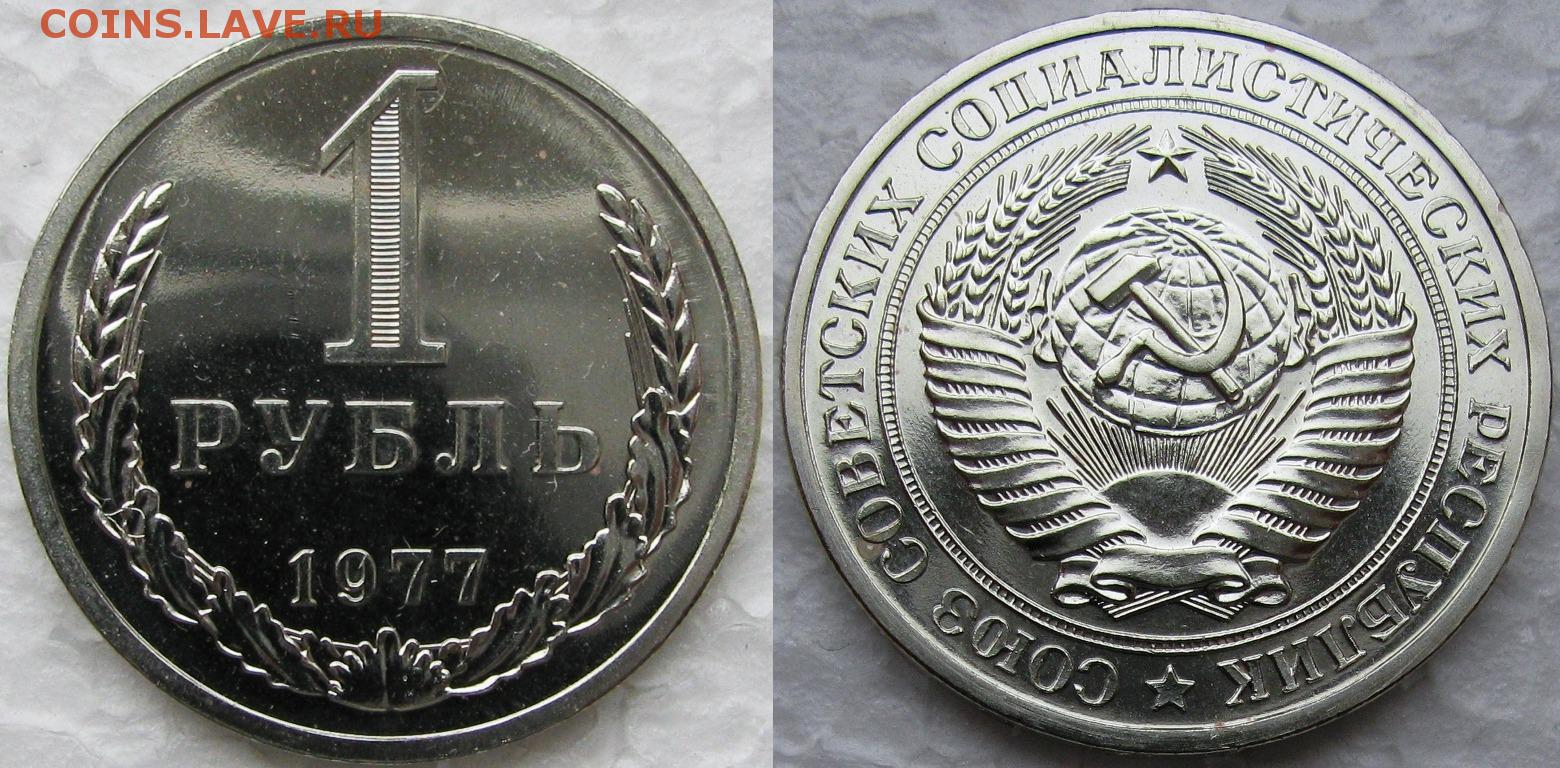 COINS.LAVE.RU
1
РУБЛЬ
1977
СОЮЗ СОВЕТСКИХ СОЦИАЛИСТИЧЕСКИХ РЕСПУБЛИК